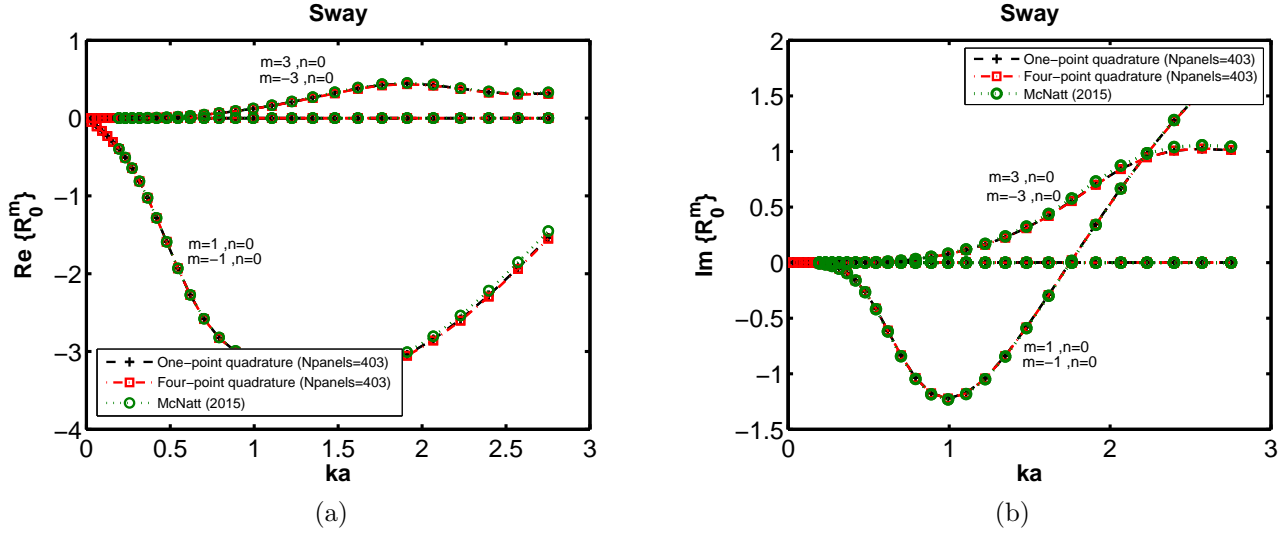 Sway
Re {R_0^m}
1
0
−1
−2
−3
−4
m=3 ,n=0
m=−3 ,n=0
m=1 ,n=0
m=−1 ,n=0
One−point quadrature (Npanels=403)
Four−point quadrature (Npanels=403)
McNatt (2015)
0 0.5 1 1.5 2 2.5 3
ka
(a)
Sway
Im {R_0^m}
2
1.5
1
0.5
0
−0.5
−1
−1.5
One−point quadrature (Npanels=403)
Four−point quadrature (Npanels=403)
McNatt (2015)
m=3 ,n=0
m=−3 ,n=0
m=1 ,n=0
m=−1 ,n=0
0 1 2 3
ka
(b)